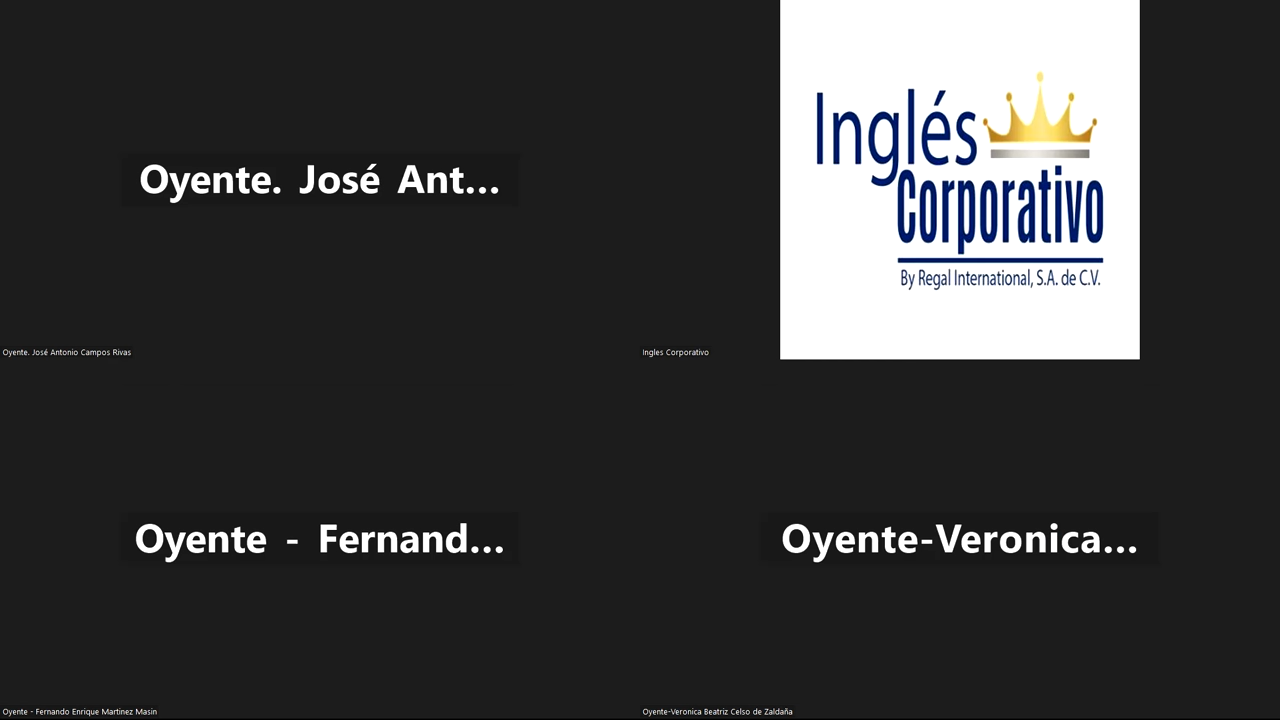 Oyente. José Ant...
Oyente. José Antonio Campos Rivas
Inglés
Corporativo
By Regal International, S.A. de C.V.
Ingles Corporativo
Oyente - Fernand...
Oyente - Fernando Enrique Martinez Masin
Oyente-Veronica...
Oyente-Veronica Beatriz Celso de Zaldaña